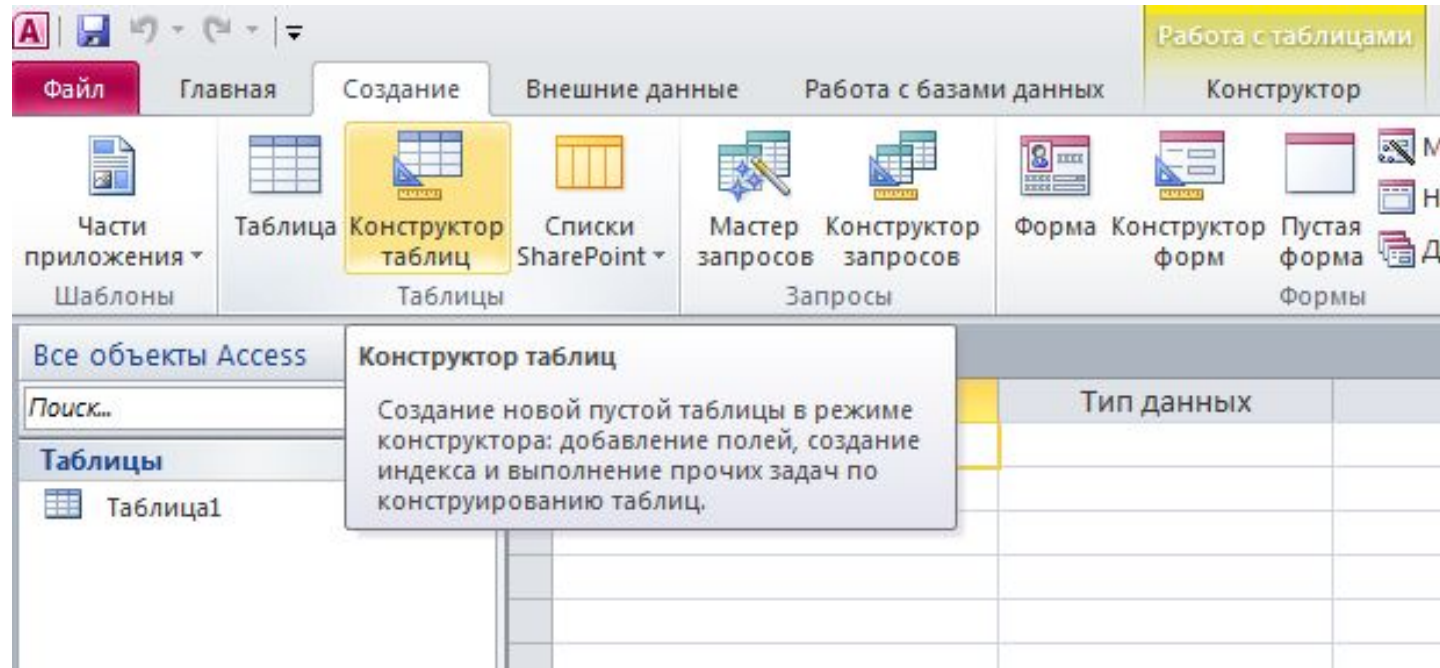 Работа с таблицами
Файл Главная Создание Внешние данные Работа с базами данных Конструктор
Части приложения
Таблица
Конструктор таблиц
Списки SharePoint
Мастер запросов
Конструктор запросов
Форма
Конструктор форм
Пустая форма
М
Н
Д
Шаблоны Таблицы Запросы Формы
Все объекты Access
Поиск...
Таблицы
Таблица1
Конструктор таблиц
Создание новой пустой таблицы в режиме
конструктора: добавление полей, создание
индекса и выполнение прочих задач по
конструированию таблиц.
Тип данных